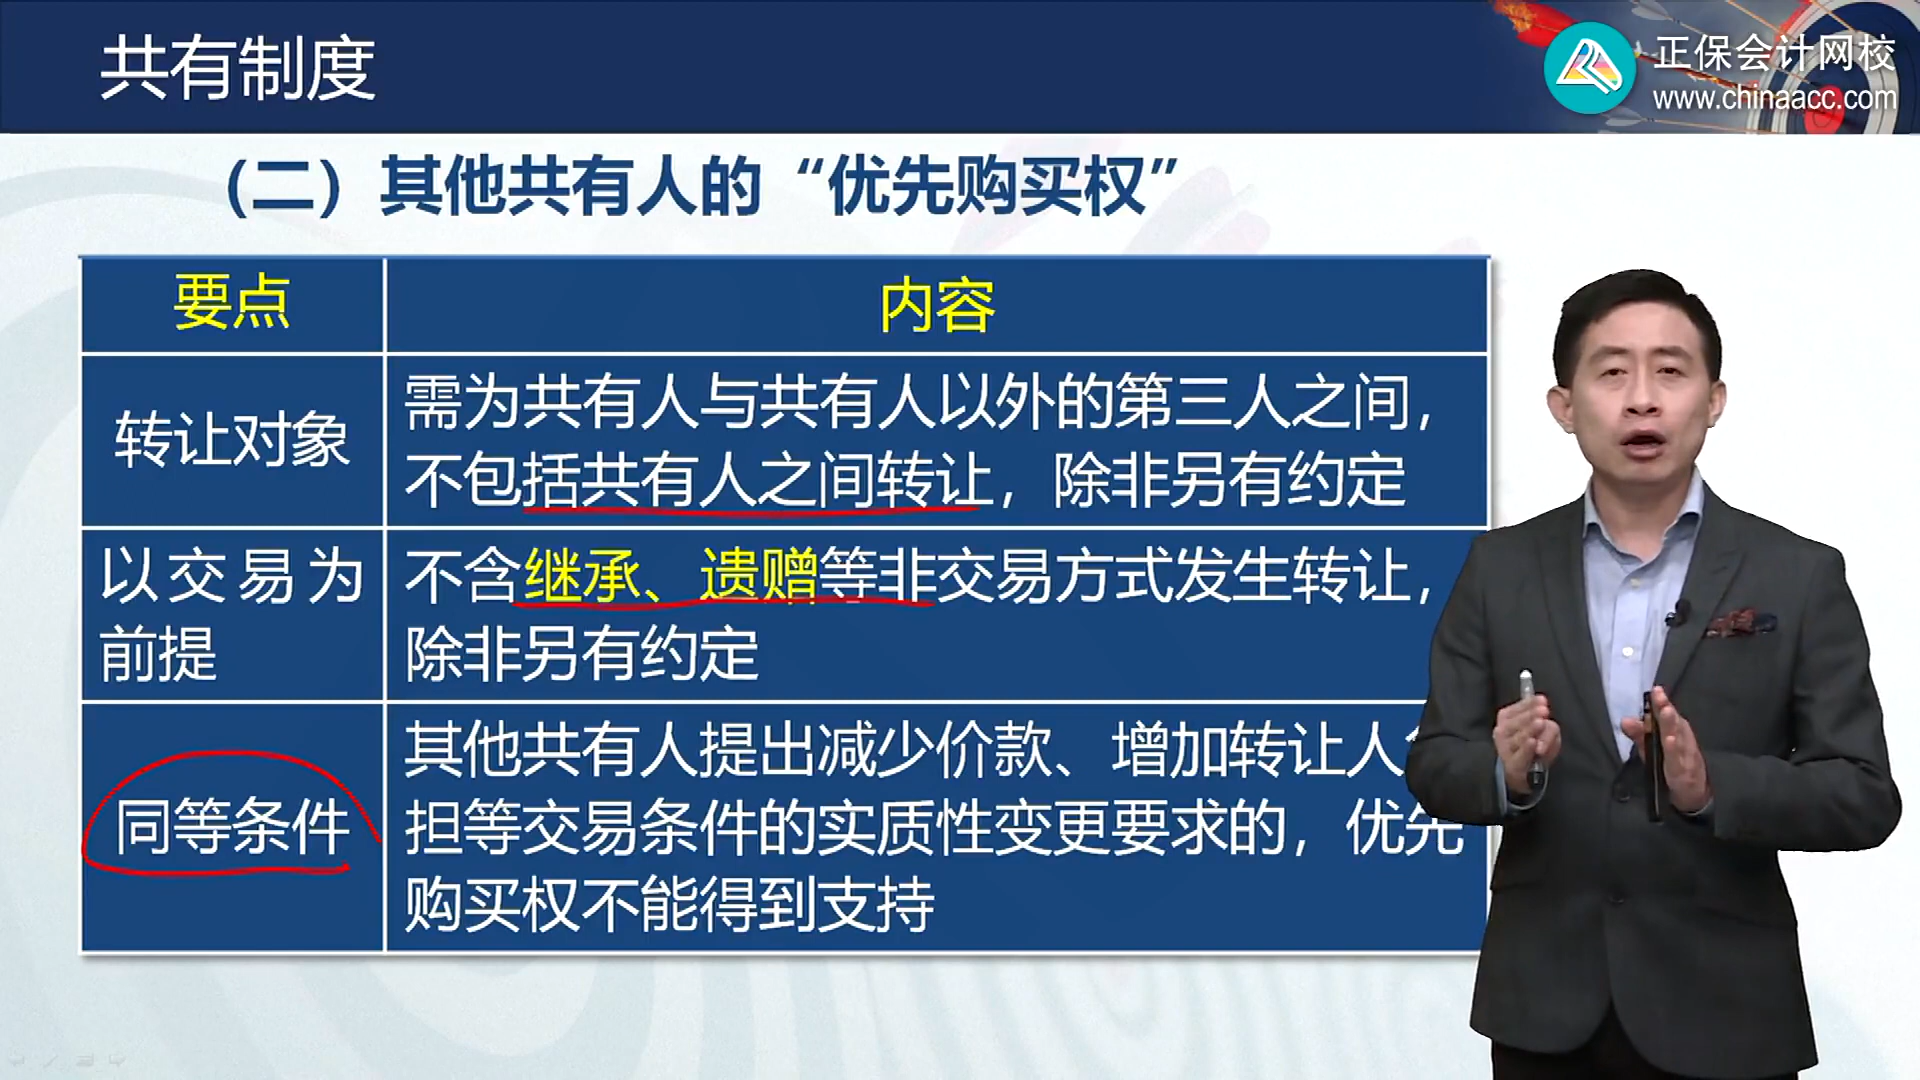 共有制度
正保会计网校
www.chinaacc.com
（二）其他共有人的“优先购买权”
要点
内容
转让对象
需为共有人与共有人以外的第三人之间，
不包括共有人之间转让，除非另有约定
以交易为
前提
不含继承、遗赠等非交易方式发生转让，
除非另有约定
同等条件
其他共有人提出减少价款、增加转让人
担等交易条件的实质性变更要求的，优先
购买权不能得到支持